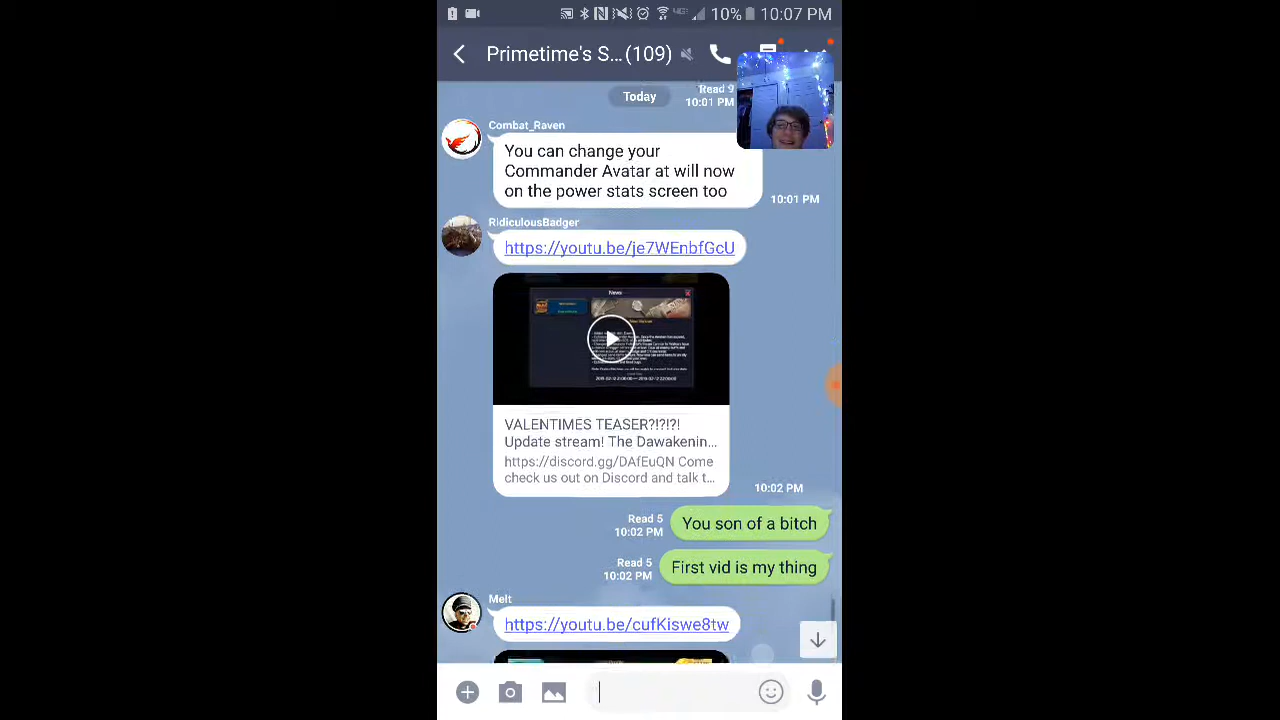 10% 10:07 PM
Primetime's S...(109)
Today
Read 9
10:01 PM
Combat_Raven
You can change your
Commander Avatar at will now
on the power stats screen too
10:01 PM
RidiculousBadger
https://youtu.be/je7WEnbfGcU
News
VALENTIMES TEASER?!?!?!
Update stream! The Dawakenin...
https://discord.gg/DAfEuQN Come
check us out on Discord and talk t...
10:02 PM
Read 5
10:02 PM
You son of a bitch
Read 5
10:02 PM
First vid is my thing
Melt
https://youtu.be/cufKiswe8tw